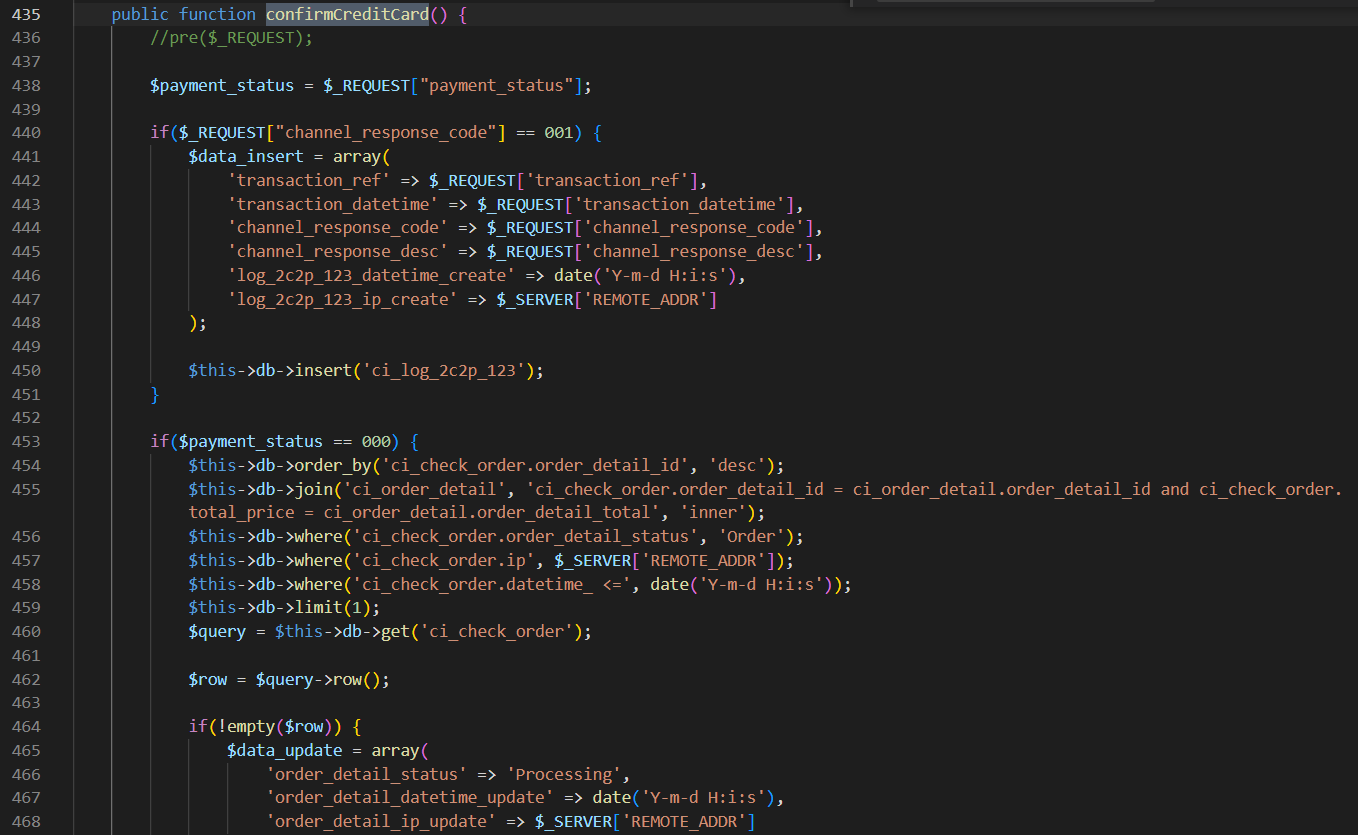 435 public function confirmCreditCard() {
436 //pre($_REQUEST);
437
438 $payment_status = $_REQUEST["payment_status"];
439
440 if($_REQUEST["channel_response_code"] == 001) {
441 $data_insert = array(
442 'transaction_ref' => $_REQUEST['transaction_ref'],
443 'transaction_datetime' => $_REQUEST['transaction_datetime'],
444 'channel_response_code' => $_REQUEST['channel_response_code'],
445 'channel_response_desc' => $_REQUEST['channel_response_desc'],
446 'log_2c2p_123_datetime_create' => date('Y-m-d H:i:s'),
447 'log_2c2p_123_ip_create' => $_SERVER['REMOTE_ADDR']
448 );
449
450 $this->db->insert('ci_log_2c2p_123');
451 }
452
453 if($payment_status == 000) {
454 $this->db->order_by('ci_check_order.order_detail_id', 'desc');
455 $this->db->join('ci_order_detail', 'ci_check_order.order_detail_id = ci_order_detail.order_detail_id and ci_check_order.
total_price = ci_order_detail.order_detail_total', 'inner');
456 $this->db->where('ci_check_order.order_detail_status', 'Order');
457 $this->db->where('ci_check_order.ip', $_SERVER['REMOTE_ADDR']);
458 $this->db->where('ci_check_order.datetime_ <=', date('Y-m-d H:i:s'));
459 $this->db->limit(1);
460 $query = $this->db->get('ci_check_order');
461
462 $row = $query->row();
463
464 if(!empty($row)) {
465 $data_update = array(
466 'order_detail_status' => 'Processing',
467 'order_detail_datetime_update' => date('Y-m-d H:i:s'),
468 'order_detail_ip_update' => $_SERVER['REMOTE_ADDR']